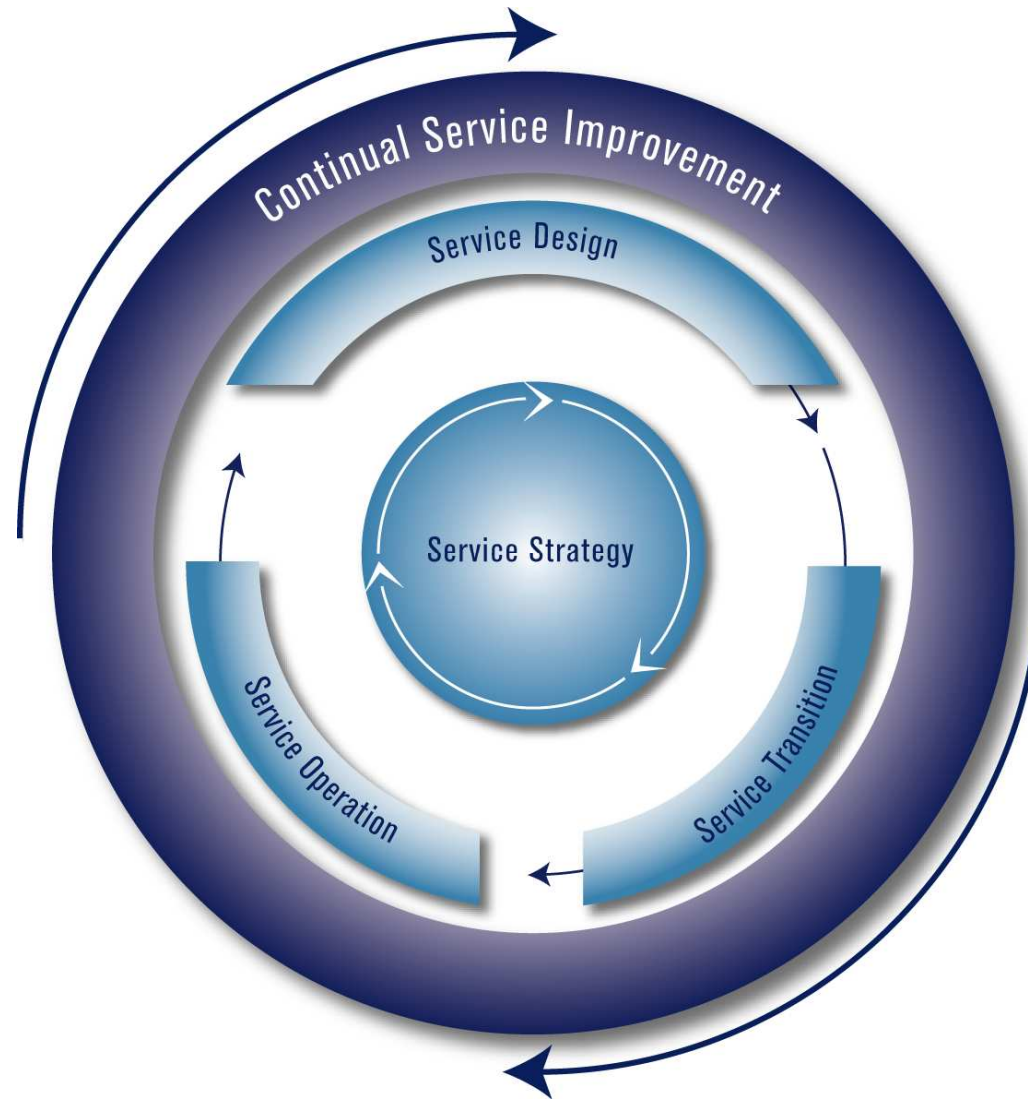 Continual Service Improvement
Service Design
Service Strategy
Service Operation
Service Transition